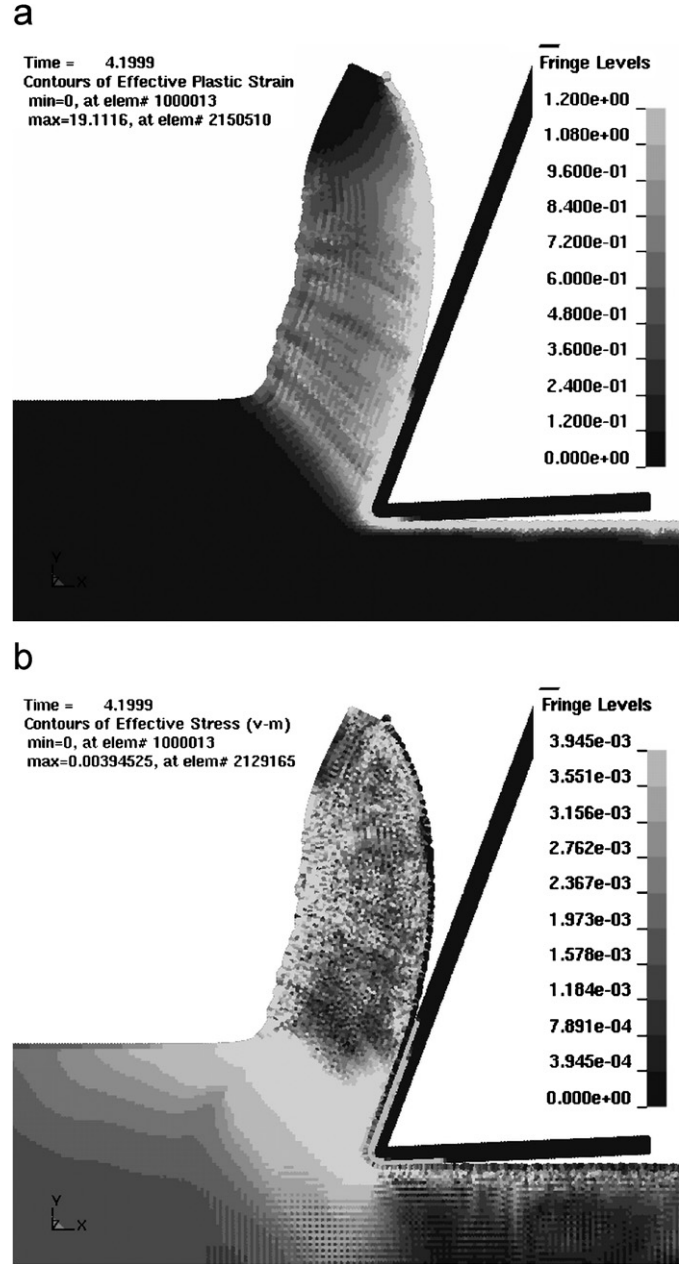 a
Time = 4.1999
Contours of Effective Plastic Strain
min=0, at elem# 1000013
max=19.1116, at elem# 2150510
Fringe Levels
1.200e+00
1.080e+00
9.600e-01
8.400e-01
7.200e-01
6.000e-01
4.800e-01
3.600e-01
2.400e-01
1.200e-01
0.000e+00
Y
Z
X
b
Time = 4.1999
Contours of Effective Stress (v-m)
min=0, at elem# 1000013
max=0.00394525, at elem# 2129165
Fringe Levels
3.945e-03
3.551e-03
3.156e-03
2.762e-03
2.367e-03
1.973e-03
1.578e-03
1.184e-03
7.891e-04
3.945e-04
0.000e+00
Y
Z
X